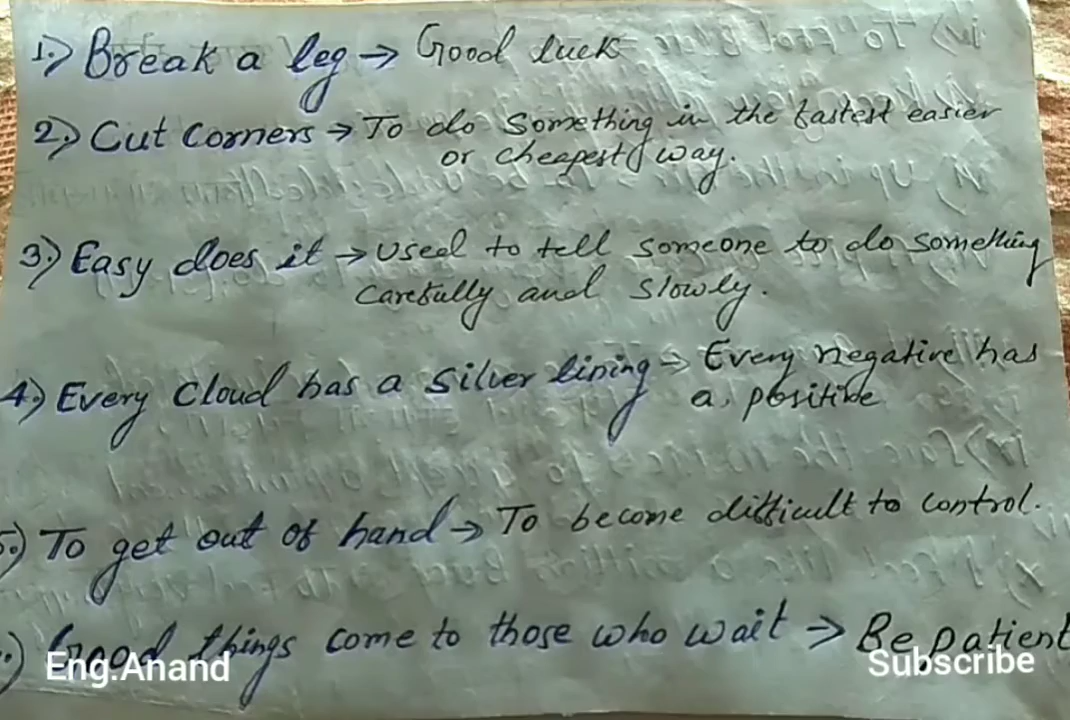 1.) Break a leg → Good luck
2.) Cut Corners → To do Something in the fastest easier
or cheapest way.
3.) Easy does it → used to tell someone to do something
carefully and slowly.
4.) Every Cloud has a silver lining → Every negative has
a positive
5.) To get out of hand → To become difficult to control.
Good things come to those who wait → Be patient
Eng.Anand
Subscribe